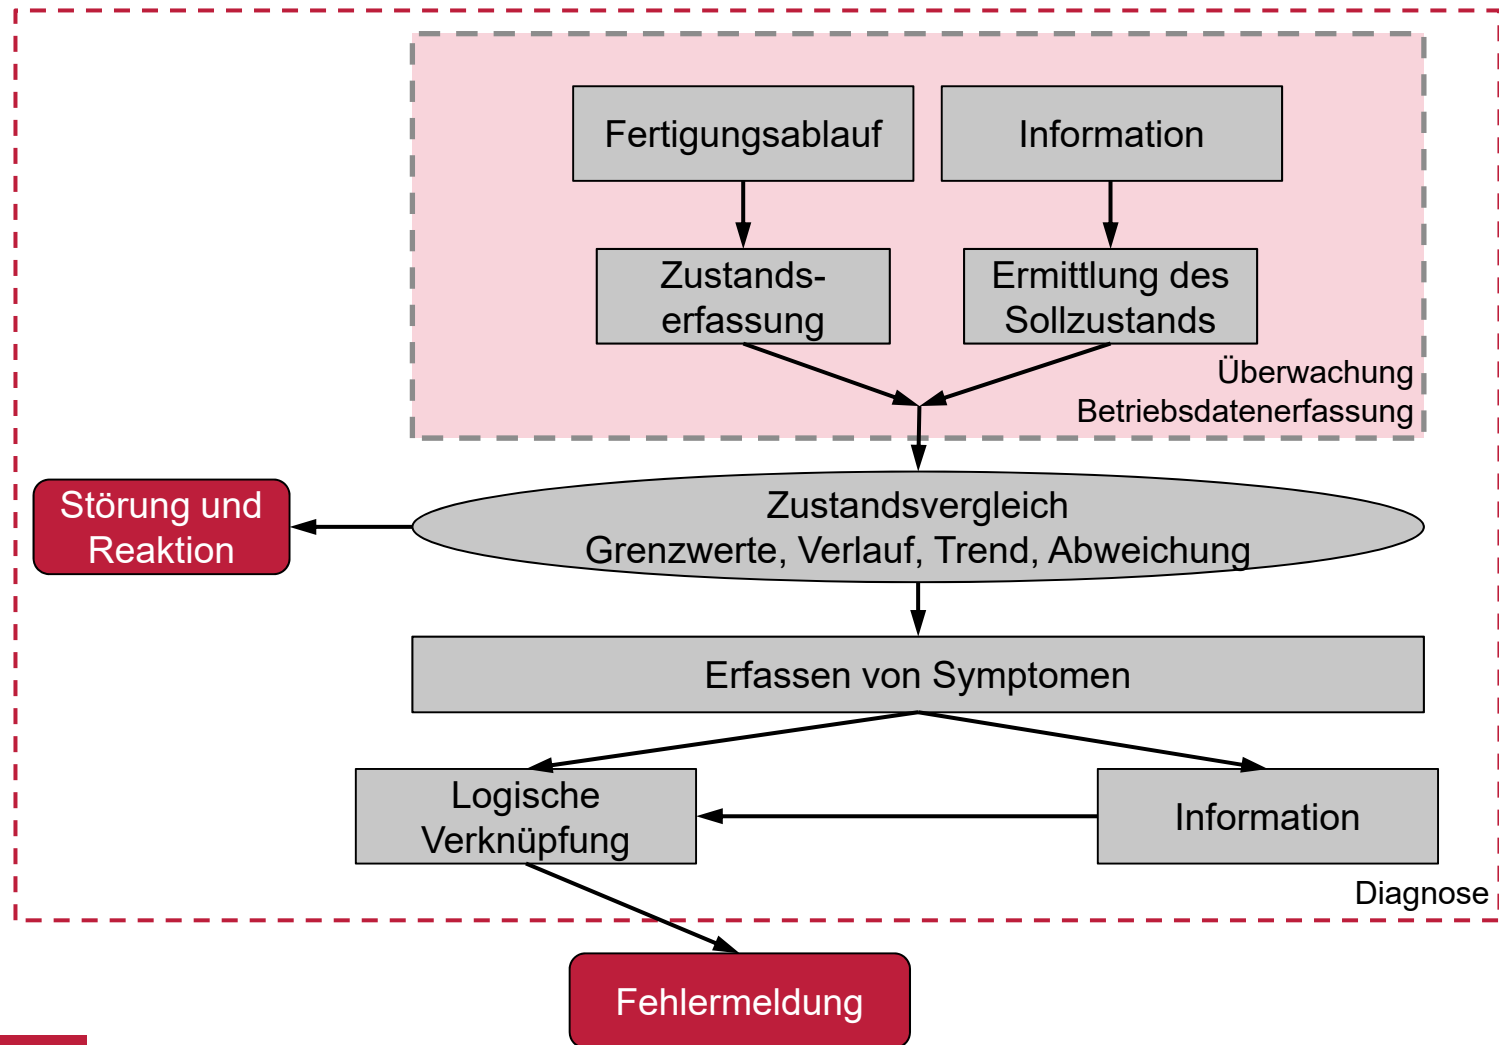 Fertigungsablauf
Information
Zustands-
erfassung
Ermittlung des
Sollzustands
Überwachung
Betriebsdatenerfassung
Störung und
Reaktion
Zustandsvergleich
Grenzwerte, Verlauf, Trend, Abweichung
Erfassen von Symptomen
Logische
Verknüpfung
Information
Diagnose
Fehlermeldung